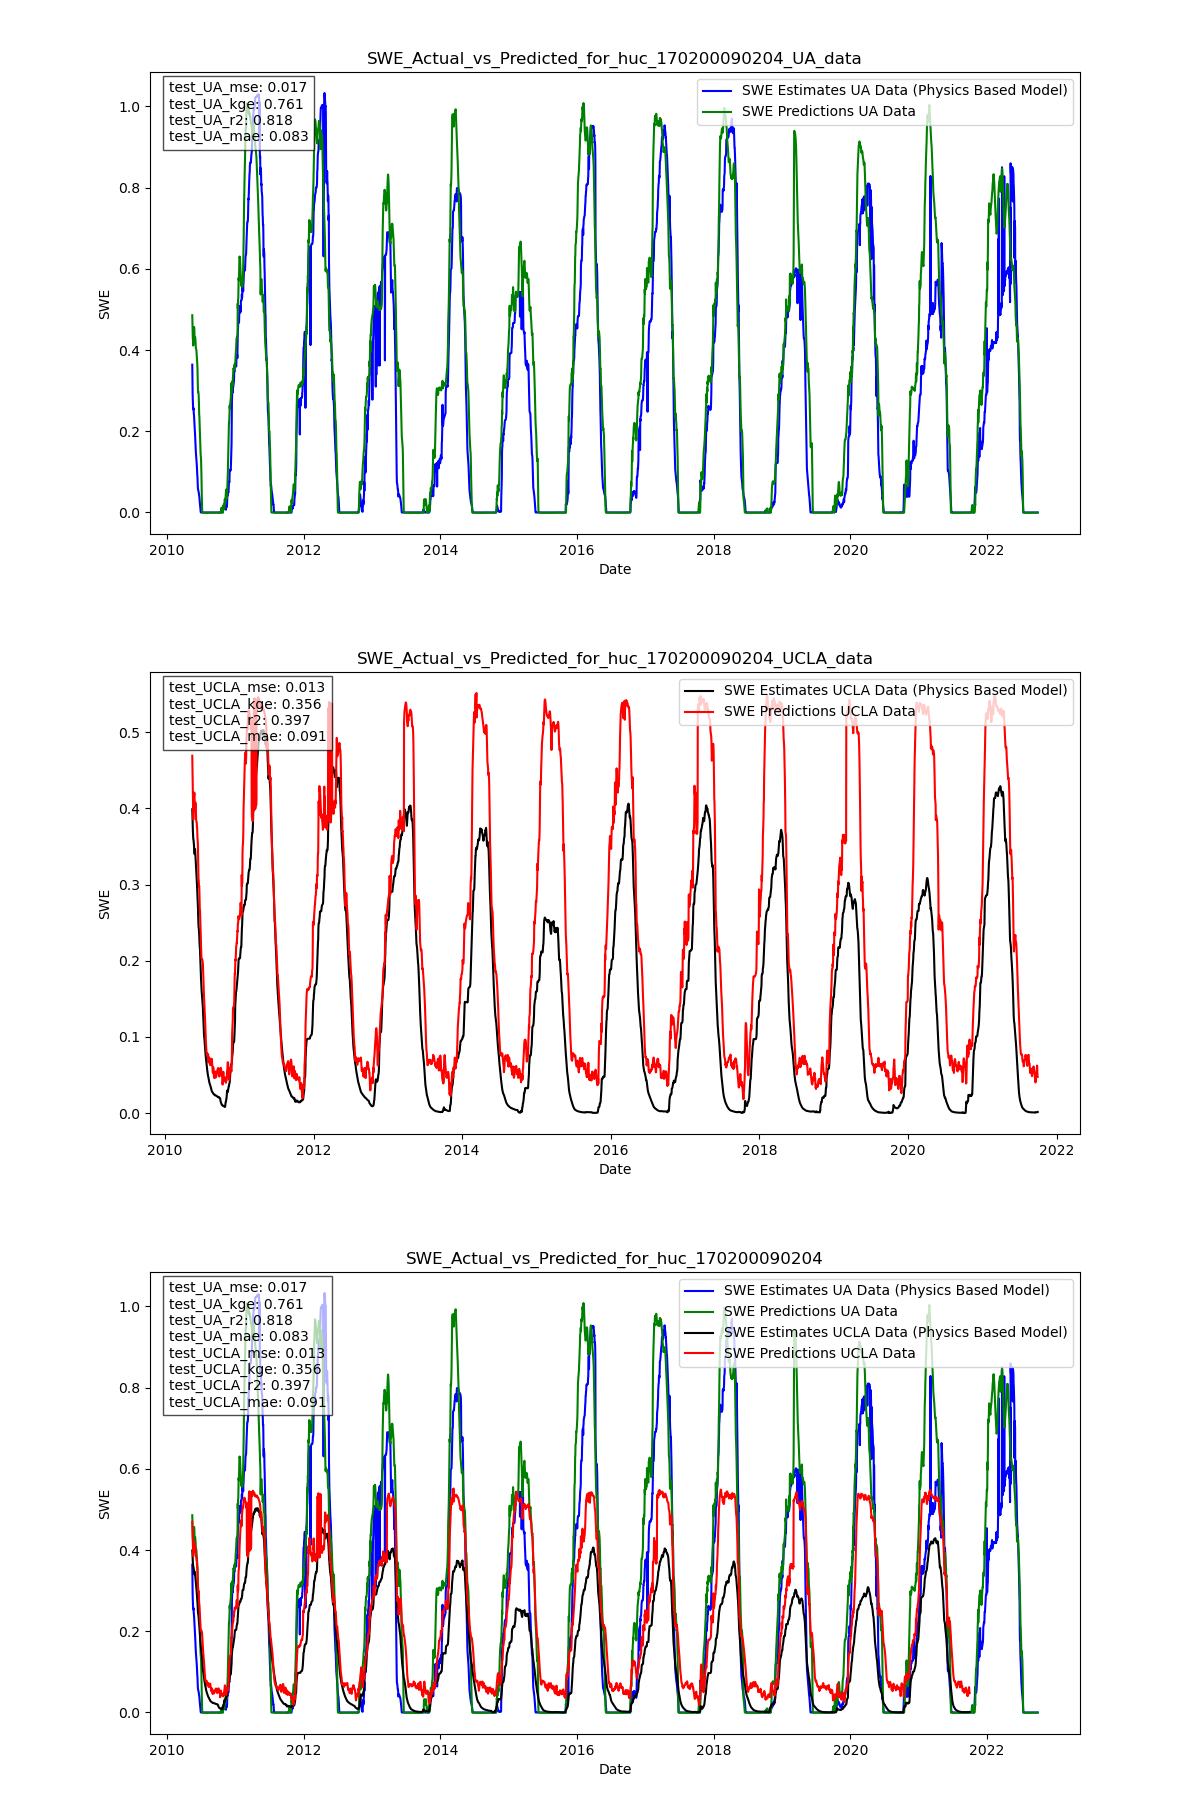 SWE_Actual_vs_Predicted_for_huc_170200090204_UA_data
test_UA_mse: 0.017
test_UA_kge: 0.761
test_UA_r2: 0.818
test_UA_mae: 0.083
SWE Estimates UA Data (Physics Based Model)
SWE Predictions UA Data
1.0
0.8
0.6
0.4
0.2
0.0
SWE
2010
2012
2014
2016
2018
2020
2022
Date
SWE_Actual_vs_Predicted_for_huc_170200090204_UCLA_data
test_UCLA_mse: 0.013
test_UCLA_kge: 0.356
test_UCLA_r2: 0.397
test_UCLA_mae: 0.091
SWE Estimates UCLA Data (Physics Based Model)
SWE Predictions UCLA Data
0.5
0.4
0.3
0.2
0.1
0.0
SWE
2010
2012
2014
2016
2018
2020
2022
Date
SWE_Actual_vs_Predicted_for_huc_170200090204
test_UA_mse: 0.017
test_UA_kge: 0.761
test_UA_r2: 0.818
test_UA_mae: 0.083
test_UCLA_mse: 0.013
test_UCLA_kge: 0.356
test_UCLA_r2: 0.397
test_UCLA_mae: 0.091
SWE Estimates UA Data (Physics Based Model)
SWE Predictions UA Data
SWE Estimates UCLA Data (Physics Based Model)
SWE Predictions UCLA Data
1.0
0.8
0.6
0.4
0.2
0.0
SWE
2010
2012
2014
2016
2018
2020
2022
Date